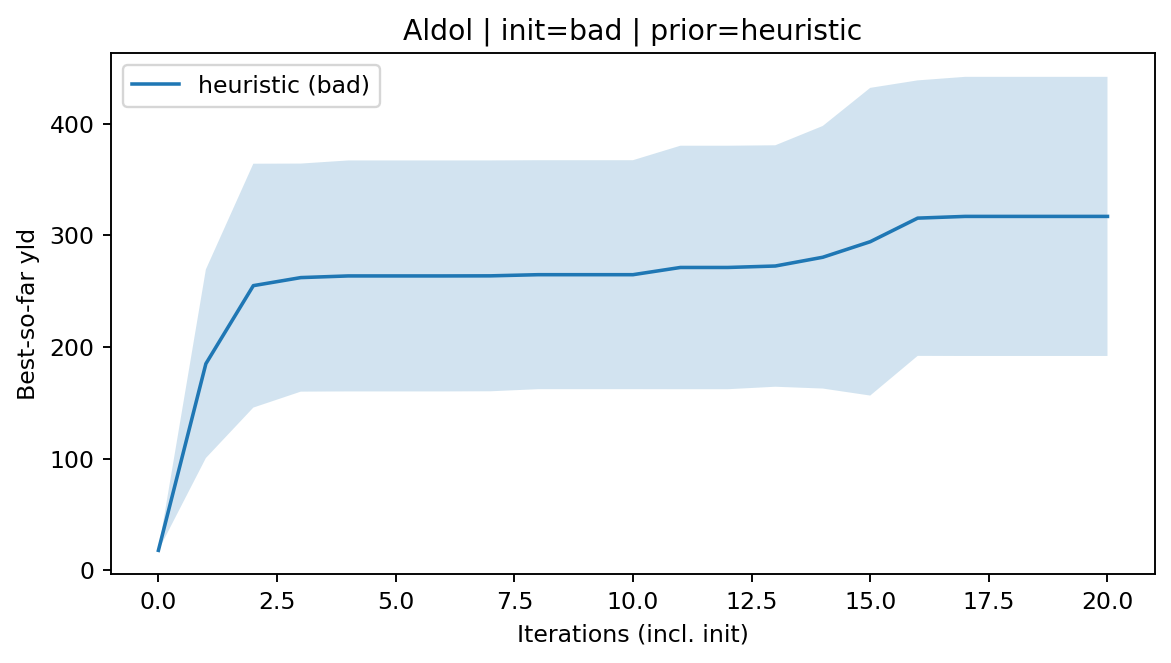 Aldol | init=bad | prior=heuristic
heuristic (bad)
Best-so-far yld
400
300
200
100
0
0.0 2.5 5.0 7.5 10.0 12.5 15.0 17.5 20.0
Iterations (incl. init)